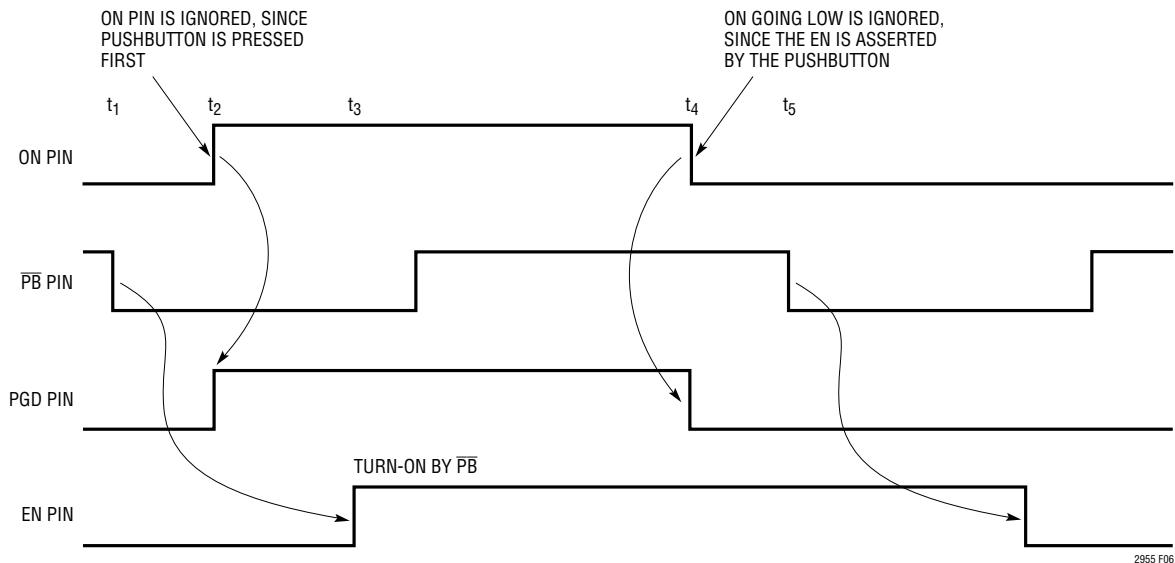 ON PIN IS IGNORED, SINCE
PUSHBUTTON IS PRESSED
FIRST
ON GOING LOW IS IGNORED,
SINCE THE EN IS ASSERTED
BY THE PUSHBUTTON
t1 t2 t3 t4 t5
ON PIN
P̅B̅ PIN
PGD PIN
TURN-ON BY P̅B̅
EN PIN
2955 F06